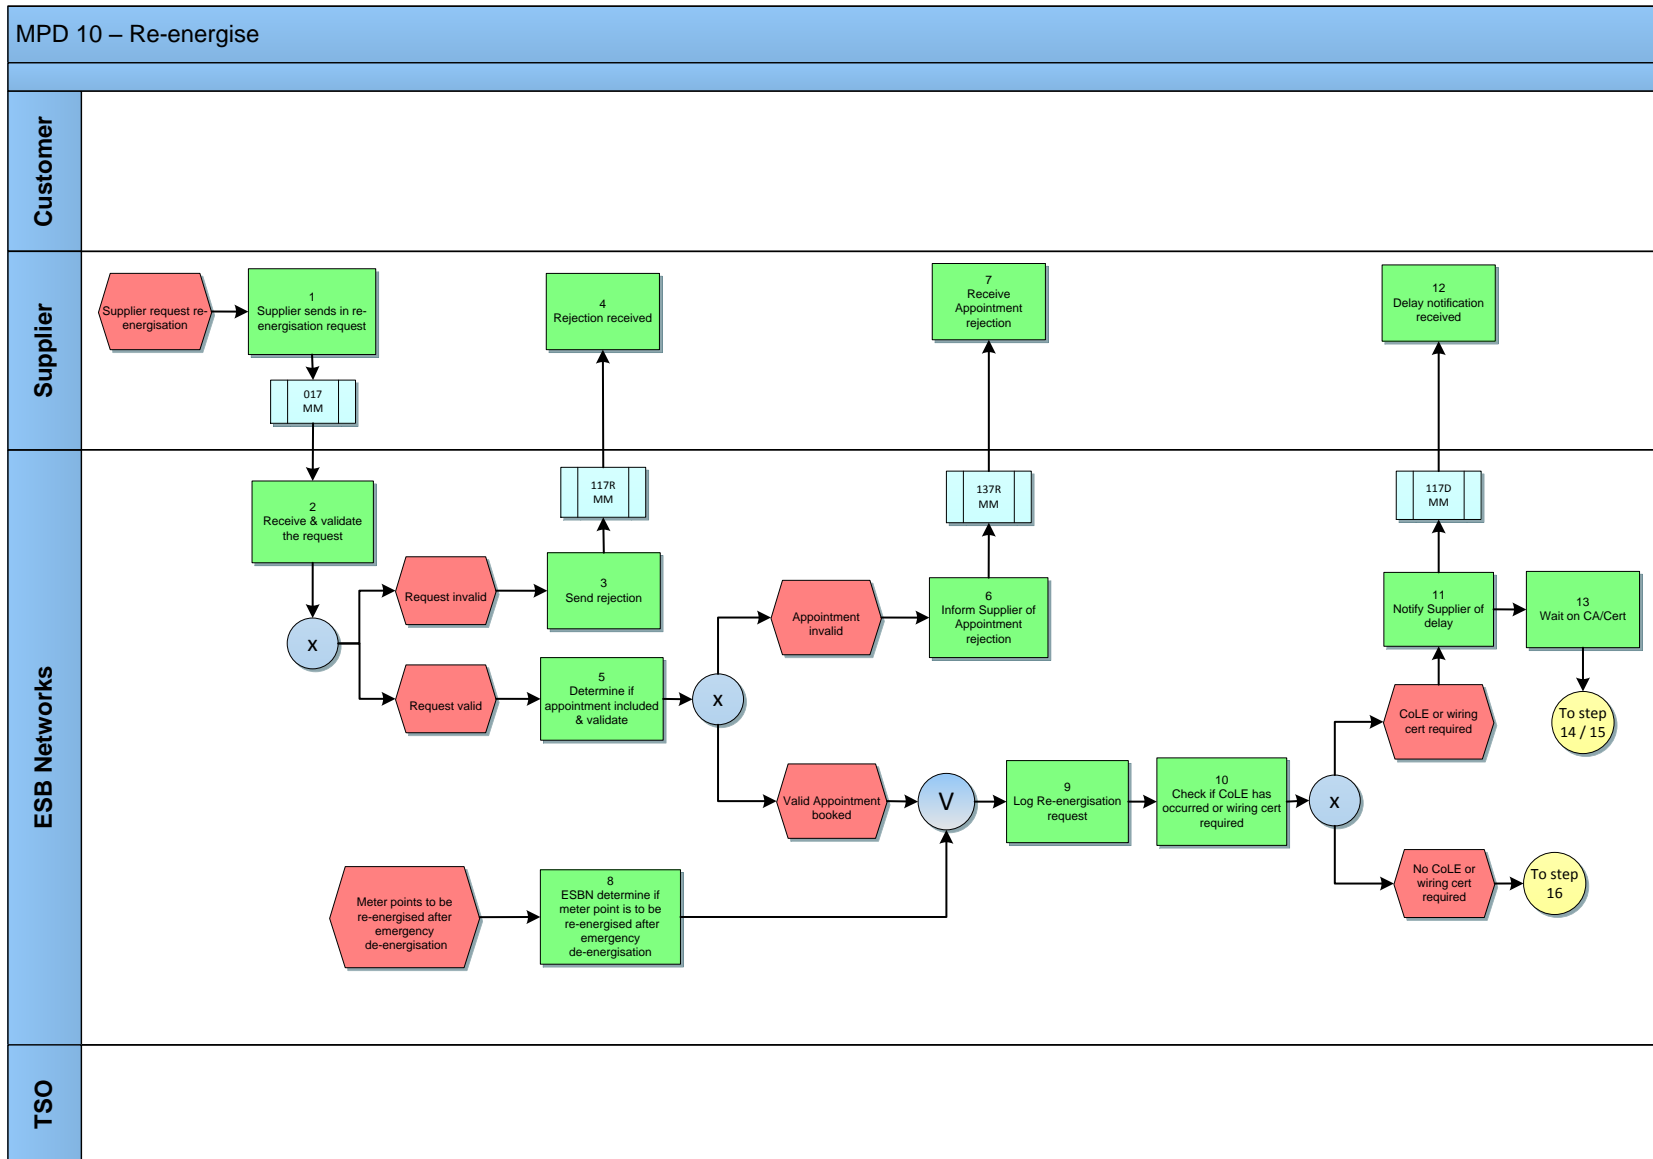 MPD 10 – Re-energise
Customer
Supplier
Supplier request re-
energisation
1
Supplier sends in re-
energisation request
017
MM
4
Rejection received
7
Receive
Appointment
rejection
12
Delay notification
received
ESB Networks
2
Receive & validate
the request
x
Request invalid
Request valid
117R
MM
3
Send rejection
5
Determine if
appointment included
& validate
x
Appointment
invalid
137R
MM
6
Inform Supplier of
Appointment
rejection
Valid Appointment
booked
V
9
Log Re-energisation
request
10
Check if CoLE has
occurred or wiring cert
required
x
117D
MM
11
Notify Supplier of
delay
13
Wait on CA/Cert
CoLE or wiring
cert required
To step
14 / 15
No CoLE or
wiring cert
required
To step
16
Meter points to be
re-energised after
emergency
de-energisation
8
ESBN determine if
meter point is to be
re-energised after
emergency
de-energisation
TSO